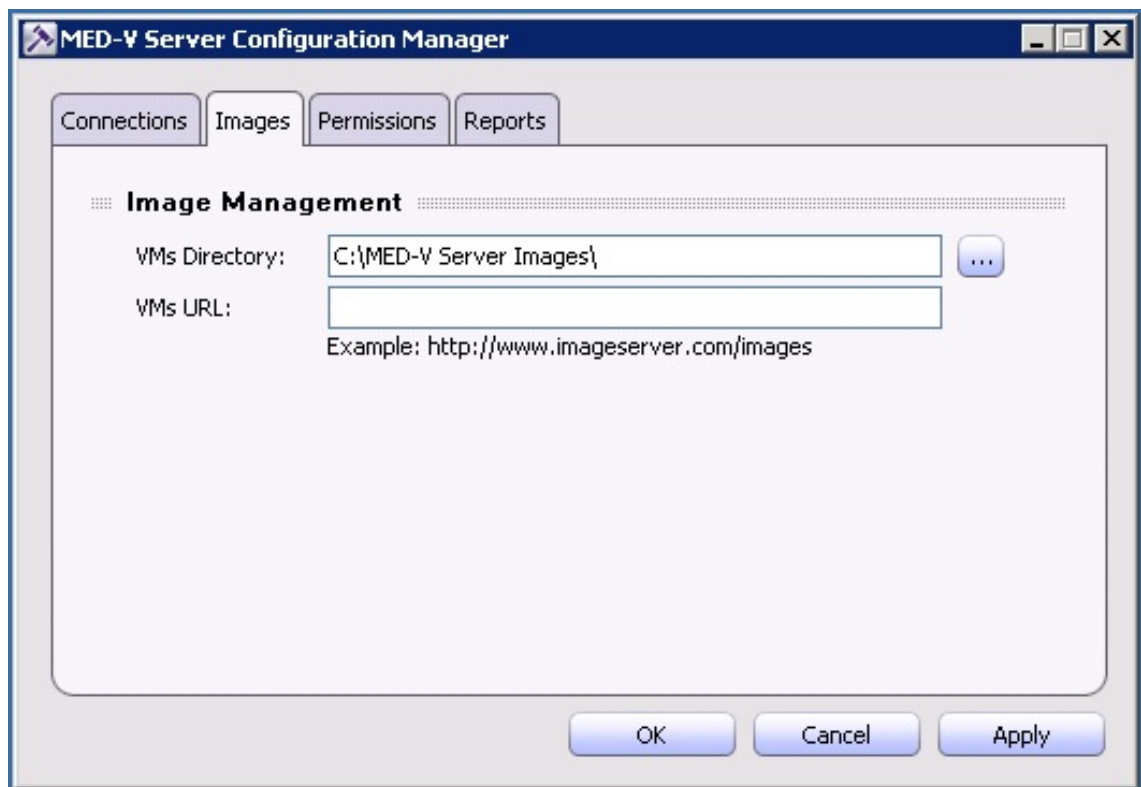 MED-V Server Configuration Manager
Connections Images Permissions Reports
Image Management
VMs Directory: C:\MED-V Server Images\ ...
VMs URL:
Example: http://www.imageserver.com/images
OK Cancel Apply